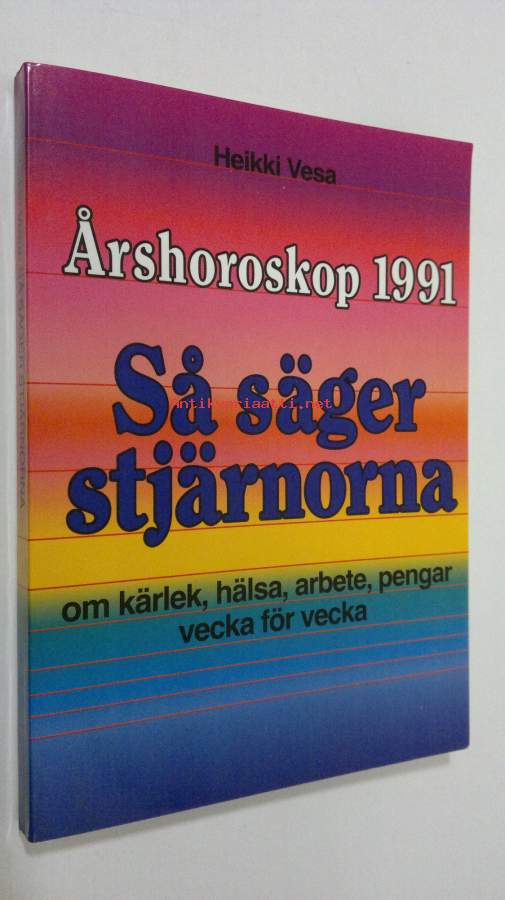 Heikki Vesa
Årshoroskop 1991
Så säger
stjärnorna
om kärlek, hälsa, arbete, pengar
vecka för vecka
Antikvariaatti.net
SÅ SÄGER STJÄRNORNA